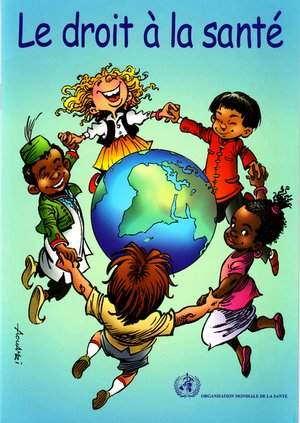 Le droit à la santé
ORGANISATION MONDIALE DE LA SANTE